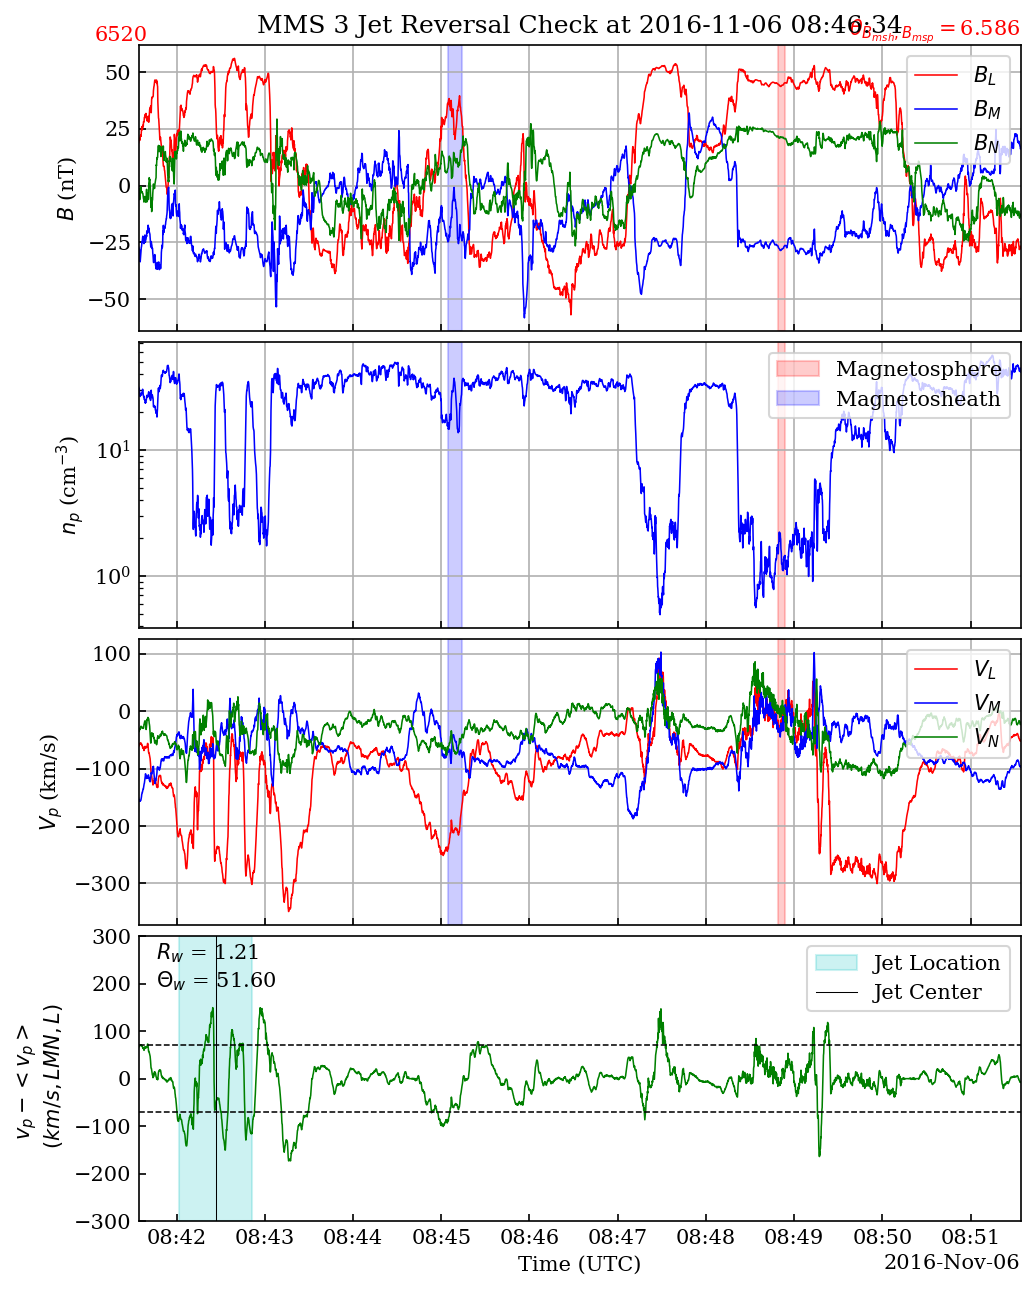 MMS 3 Jet Reversal Check at 2016-11-06 08:46:34
6520
θ_{B_{msh}, B_{msp}} = 6.586
50
25
0
−25
−50
B (nT)
B_L
B_M
B_N
10^1
10^0
n_p (cm^{−3})
Magnetosphere
Magnetosheath
100
0
−100
−200
−300
V_p (km/s)
V_L
V_M
V_N
300
200
100
0
−100
−200
−300
v_p − < v_p >
(km/s, LMN, L)
R_w = 1.21
Θ_w = 51.60
Jet Location
Jet Center
08:42 08:43 08:44 08:45 08:46 08:47 08:48 08:49 08:50 08:51
Time (UTC)
2016-Nov-06